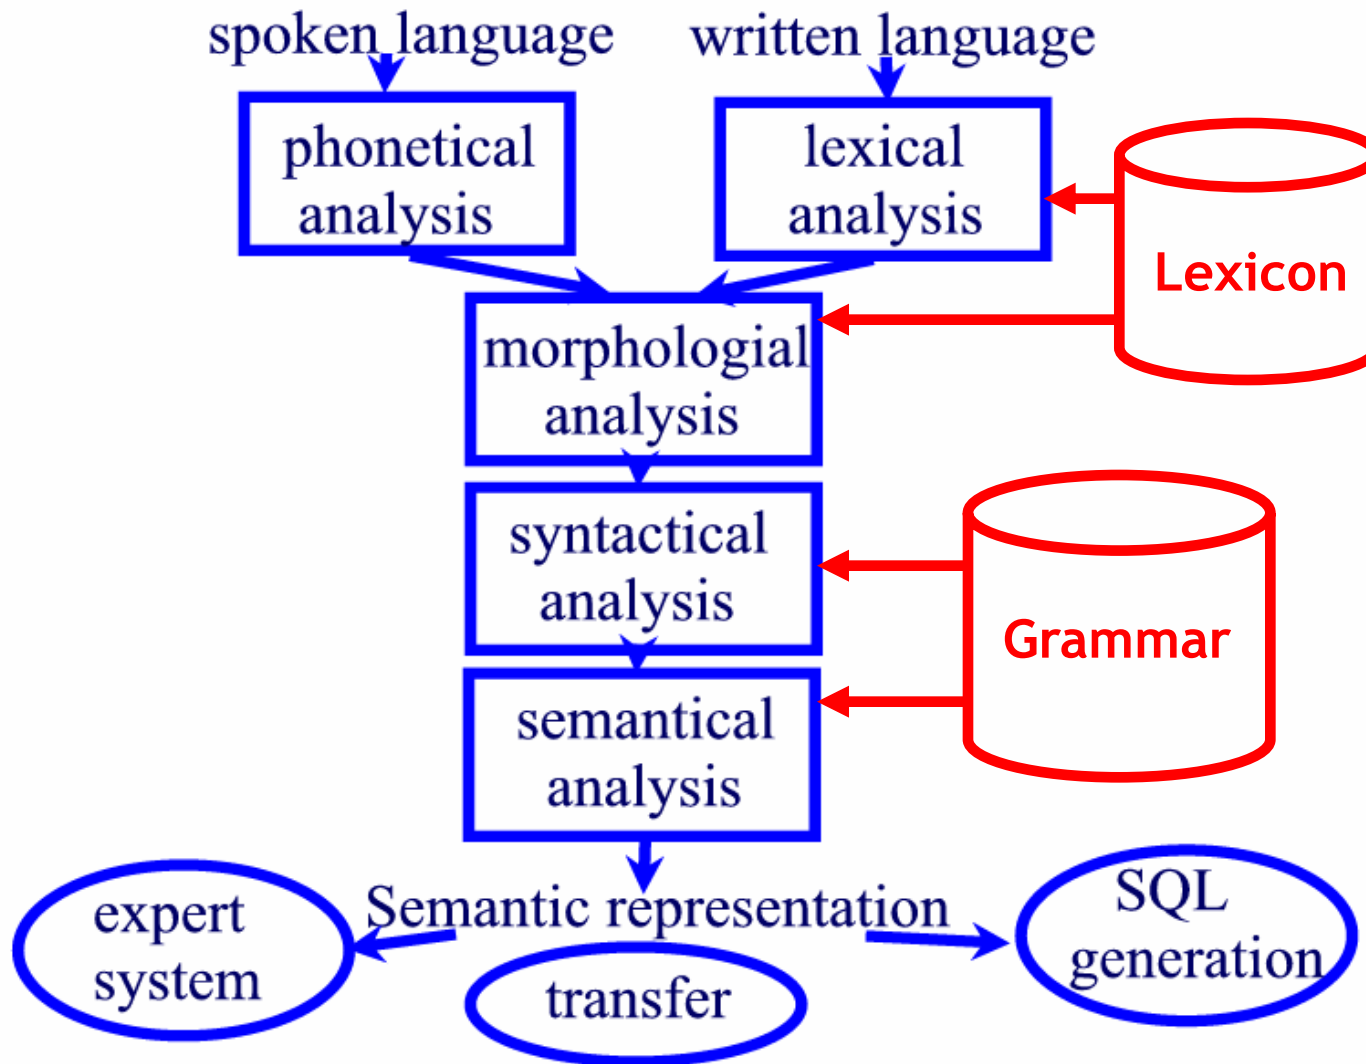 spoken language
written language
phonetical
analysis
lexical
analysis
Lexicon
morphologial
analysis
syntactical
analysis
Grammar
semantical
analysis
Semantic representation
expert
system
transfer
SQL
generation